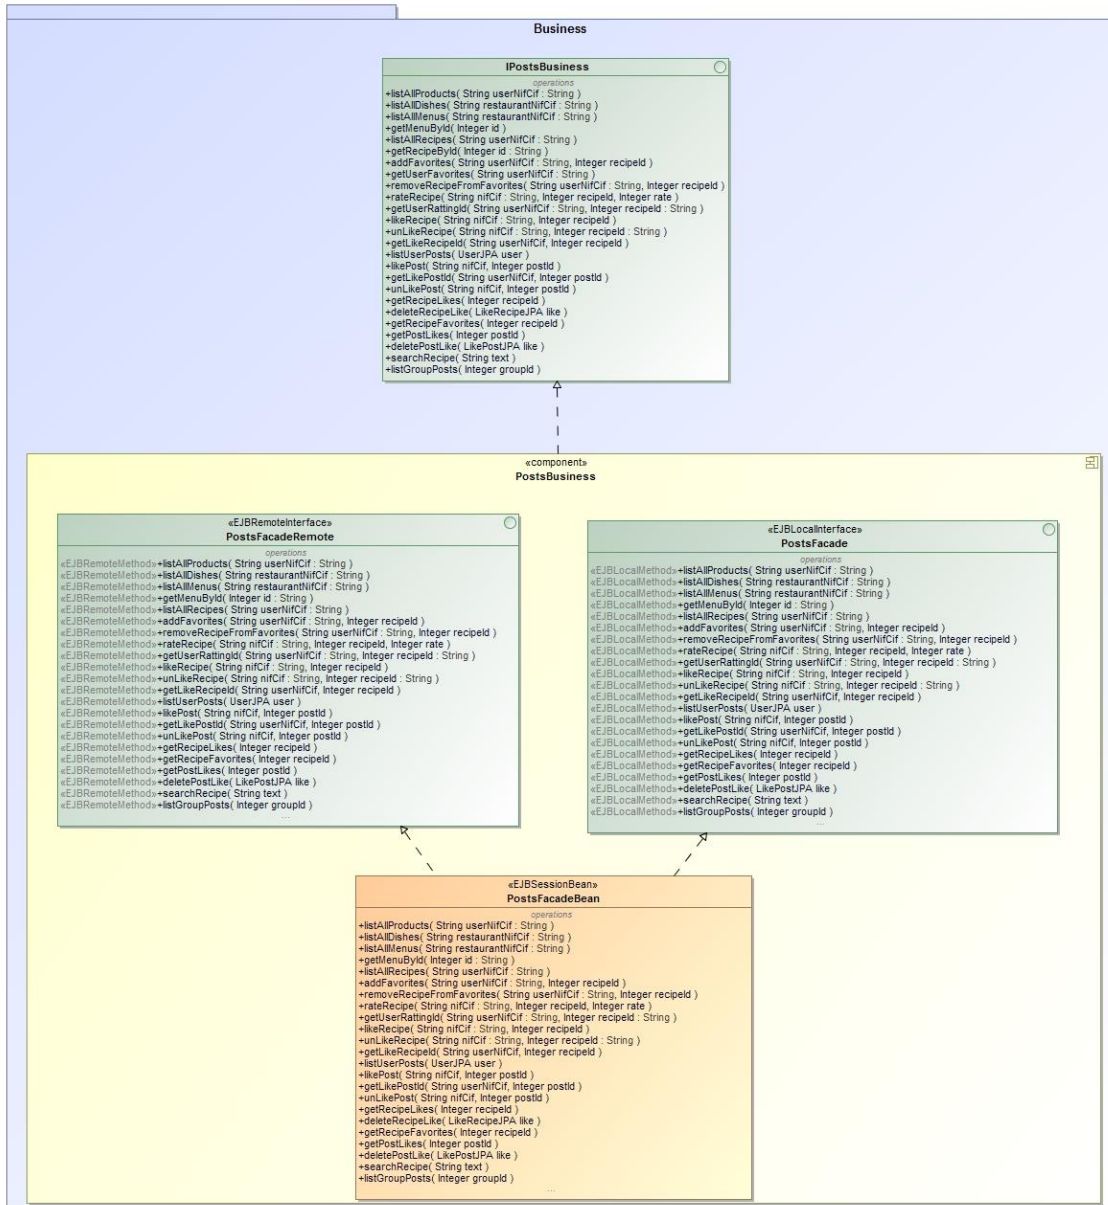 Business
IPostsBusiness
operations
+listAllProducts( String userNifCif : String )
+listAllDishes( String restaurantNifCif : String )
+listAllMenus( String restaurantNifCif : String )
+getMenuById( Integer id )
+listAllRecipes( String userNifCif : String )
+getRecipeById( Integer id : String )
+addFavorites( String userNifCif : String, Integer recipeId )
+getUserFavorites( String userNifCif : String )
+removeRecipeFromFavorites( String userNifCif : String, Integer recipeId )
+rateRecipe( String nifCif : String, Integer recipeId, Integer rate )
+getUserRattingId( String userNifCif : String, Integer recipeId : String )
+likeRecipe( String nifCif : String, Integer recipeId )
+unLikeRecipe( String nifCif : String, Integer recipeId : String )
+getLikeRecipeId( String userNifCif, Integer recipeId )
+listUserPosts( UserJPA user )
+likePost( String nifCif, Integer postId )
+getLikePostId( String userNifCif, Integer postId )
+unLikePost( String nifCif, Integer postId )
+getRecipeLikes( Integer recipeId )
+deleteRecipeLike( LikeRecipeJPA like )
+getRecipeFavorites( Integer recipeId )
+getPostLikes( Integer postId )
+deletePostLike( LikePostJPA like )
+searchRecipe( String text )
+listGroupPosts( Integer groupId )
«component»
PostsBusiness
«EJBRemoteInterface»
PostsFacadeRemote
operations
«EJBRemoteMethod»+listAllProducts( String userNifCif : String )
«EJBRemoteMethod»+listAllDishes( String restaurantNifCif : String )
«EJBRemoteMethod»+listAllMenus( String restaurantNifCif : String )
«EJBRemoteMethod»+getMenuById( Integer id : String )
«EJBRemoteMethod»+listAllRecipes( String userNifCif : String )
«EJBRemoteMethod»+addFavorites( String userNifCif : String, Integer recipeId )
«EJBRemoteMethod»+removeRecipeFromFavorites( String userNifCif : String, Integer recipeId )
«EJBRemoteMethod»+rateRecipe( String nifCif : String, Integer recipeId, Integer rate )
«EJBRemoteMethod»+getUserRattingId( String userNifCif : String, Integer recipeId : String )
«EJBRemoteMethod»+likeRecipe( String nifCif : String, Integer recipeId )
«EJBRemoteMethod»+unLikeRecipe( String nifCif : String, Integer recipeId : String )
«EJBRemoteMethod»+getLikeRecipeId( String userNifCif, Integer recipeId )
«EJBRemoteMethod»+listUserPosts( UserJPA user )
«EJBRemoteMethod»+likePost( String nifCif, Integer postId )
«EJBRemoteMethod»+getLikePostId( String userNifCif, Integer postId )
«EJBRemoteMethod»+unLikePost( String nifCif, Integer postId )
«EJBRemoteMethod»+getRecipeLikes( Integer recipeId )
«EJBRemoteMethod»+getRecipeFavorites( Integer recipeId )
«EJBRemoteMethod»+getPostLikes( Integer postId )
«EJBRemoteMethod»+deletePostLike( LikePostJPA like )
«EJBRemoteMethod»+searchRecipe( String text )
«EJBRemoteMethod»+listGroupPosts( Integer groupId )
...
«EJBLocalInterface»
PostsFacade
operations
«EJBLocalMethod»+listAllProducts( String userNifCif : String )
«EJBLocalMethod»+listAllDishes( String restaurantNifCif : String )
«EJBLocalMethod»+listAllMenus( String restaurantNifCif : String )
«EJBLocalMethod»+getMenuById( Integer id : String )
«EJBLocalMethod»+listAllRecipes( String userNifCif : String )
«EJBLocalMethod»+addFavorites( String userNifCif : String, Integer recipeId )
«EJBLocalMethod»+removeRecipeFromFavorites( String userNifCif : String, Integer recipeId )
«EJBLocalMethod»+rateRecipe( String nifCif : String, Integer recipeId, Integer rate )
«EJBLocalMethod»+getUserRattingId( String userNifCif : String, Integer recipeId : String )
«EJBLocalMethod»+likeRecipe( String nifCif : String, Integer recipeId )
«EJBLocalMethod»+unLikeRecipe( String nifCif : String, Integer recipeId : String )
«EJBLocalMethod»+getLikeRecipeId( String userNifCif, Integer recipeId )
«EJBLocalMethod»+listUserPosts( UserJPA user )
«EJBLocalMethod»+likePost( String nifCif, Integer postId )
«EJBLocalMethod»+getLikePostId( String userNifCif, Integer postId )
«EJBLocalMethod»+unLikePost( String nifCif, Integer postId )
«EJBLocalMethod»+getRecipeLikes( Integer recipeId )
«EJBLocalMethod»+getRecipeFavorites( Integer recipeId )
«EJBLocalMethod»+getPostLikes( Integer postId )
«EJBLocalMethod»+deletePostLike( LikePostJPA like )
«EJBLocalMethod»+searchRecipe( String text )
«EJBLocalMethod»+listGroupPosts( Integer groupId )
...
«EJBSessionBean»
PostsFacadeBean
operations
+listAllProducts( String userNifCif : String )
+listAllDishes( String restaurantNifCif : String )
+listAllMenus( String restaurantNifCif : String )
+getMenuById( Integer id : String )
+listAllRecipes( String userNifCif : String )
+addFavorites( String userNifCif : String, Integer recipeId )
+removeRecipeFromFavorites( String userNifCif : String, Integer recipeId )
+rateRecipe( String nifCif : String, Integer recipeId, Integer rate )
+getUserRattingId( String userNifCif : String, Integer recipeId : String )
+likeRecipe( String nifCif : String, Integer recipeId )
+unLikeRecipe( String nifCif : String, Integer recipeId : String )
+getLikeRecipeId( String userNifCif, Integer recipeId )
+listUserPosts( UserJPA user )
+likePost( String nifCif, Integer postId )
+getLikePostId( String userNifCif, Integer postId )
+unLikePost( String nifCif, Integer postId )
+getRecipeLikes( Integer recipeId )
+deleteRecipeLike( LikeRecipeJPA like )
+getRecipeFavorites( Integer recipeId )
+getPostLikes( Integer postId )
+deletePostLike( LikePostJPA like )
+searchRecipe( String text )
+listGroupPosts( Integer groupId )
...